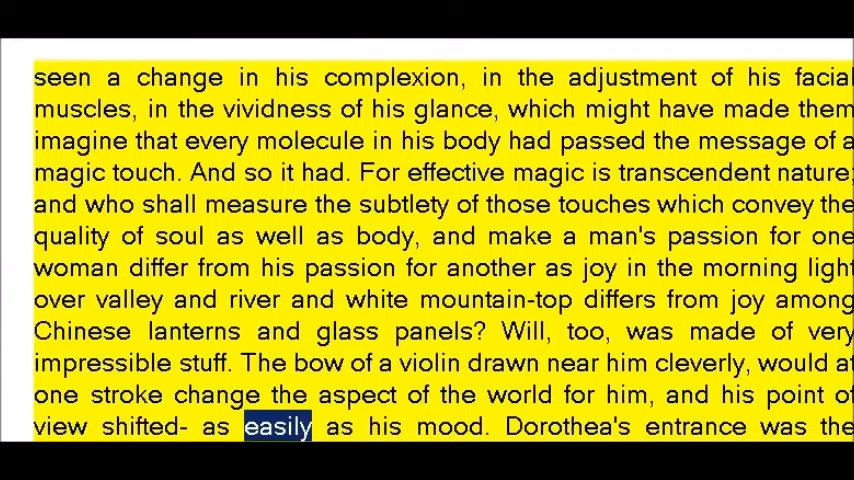 seen a change in his complexion, in the adjustment of his facial
muscles, in the vividness of his glance, which might have made them
imagine that every molecule in his body had passed the message of a
magic touch. And so it had. For effective magic is transcendent nature;
and who shall measure the subtlety of those touches which convey the
quality of soul as well as body, and make a man's passion for one
woman differ from his passion for another as joy in the morning light
over valley and river and white mountain-top differs from joy among
Chinese lanterns and glass panels? Will, too, was made of very
impressible stuff. The bow of a violin drawn near him cleverly, would at
one stroke change the aspect of the world for him, and his point of
view shifted- as easily as his mood. Dorothea's entrance was the